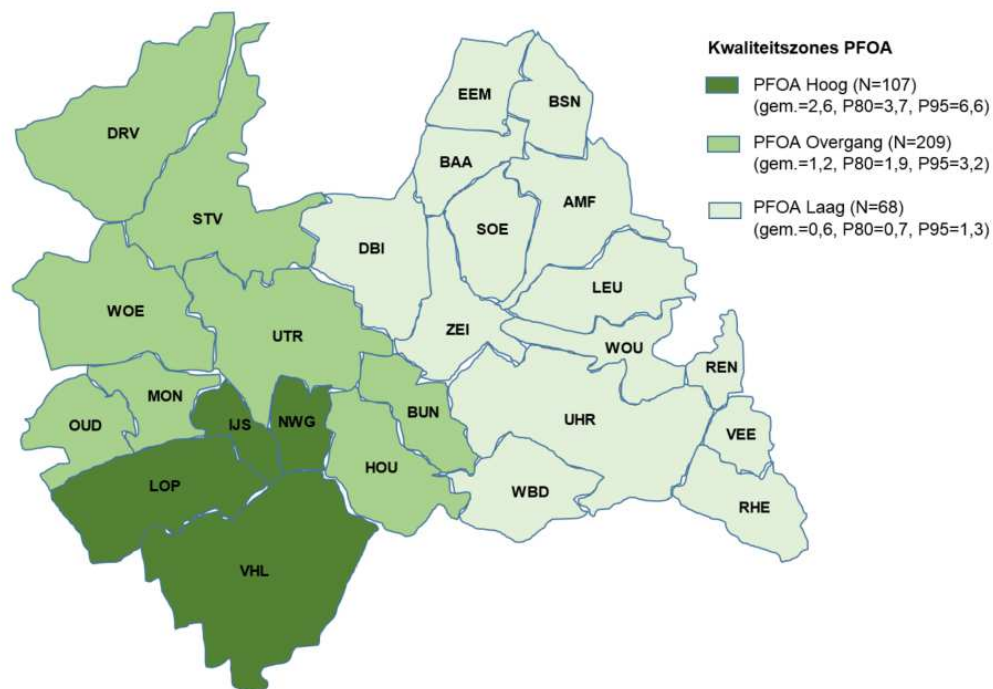 Kwaliteitszones PFOA
PFOA Hoog (N=107)
(gem.=2,6, P80=3,7, P95=6,6)
PFOA Overgang (N=209)
(gem.=1,2, P80=1,9, P95=3,2)
PFOA Laag (N=68)
(gem.=0,6, P80=0,7, P95=1,3)
EEM
BSN
DRV
BAA
AMF
STV
SOE
DBI
LEU
WOE
UTR
ZEI
WOU
REN
MON
OUD
IJS
NWG
BUN
UHR
VEE
HOU
LOP
WBD
RHE
VHL